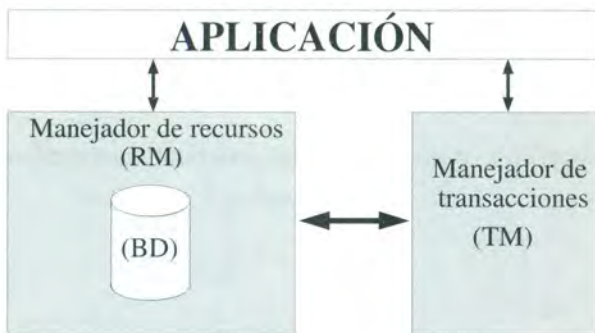 APLICACIÓN
Manejador de recursos
(RM)
(BD)
Manejador de
transacciones
(TM)